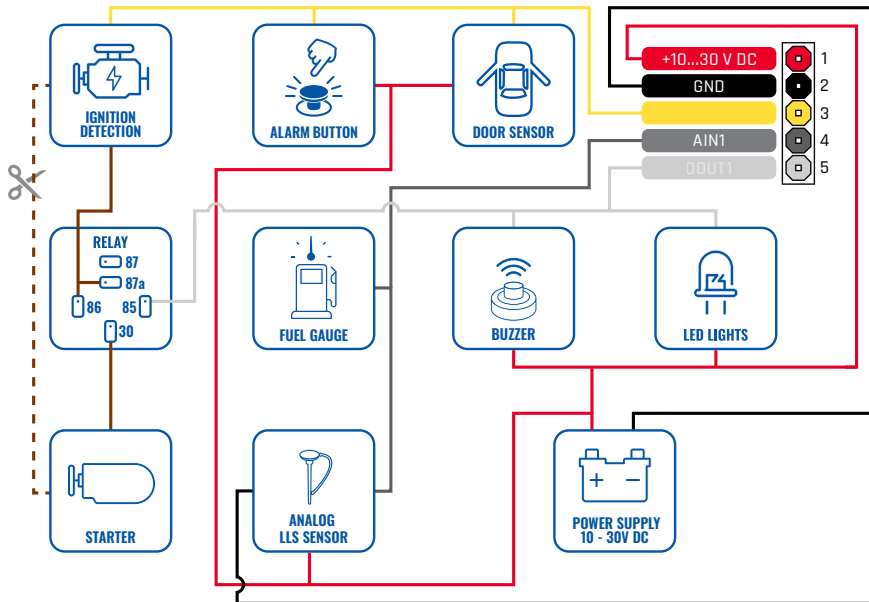 +10...30 V DC
1
GND
2
3
AIN1
4
DOUT1
5
IGNITION
DETECTION
ALARM BUTTON
DOOR SENSOR
RELAY
87
87a
86
85
30
FUEL GAUGE
BUZZER
LED LIGHTS
STARTER
ANALOG
LLS SENSOR
+ −
POWER SUPPLY
10 - 30V DC